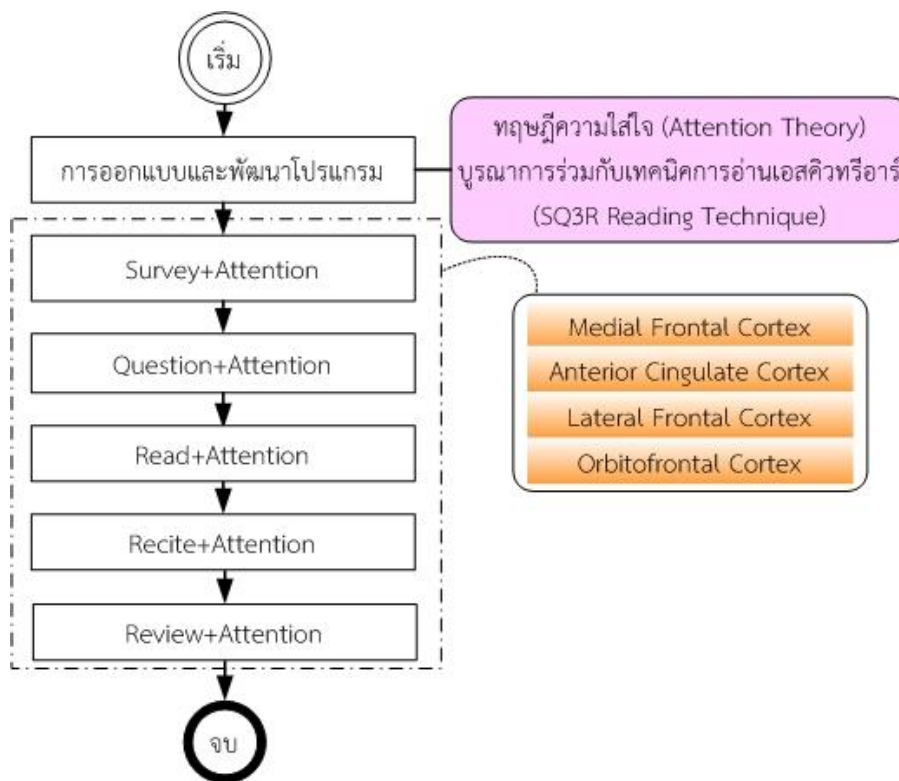 เริ่ม
การออกแบบและพัฒนาโปรแกรม
ทฤษฎีความใส่ใจ (Attention Theory)
บูรณาการร่วมกับเทคนิคการอ่านเอสคิวทรีอาร์
(SQ3R Reading Technique)
Survey+Attention
Question+Attention
Read+Attention
Recite+Attention
Review+Attention
Medial Frontal Cortex
Anterior Cingulate Cortex
Lateral Frontal Cortex
Orbitofrontal Cortex
จบ